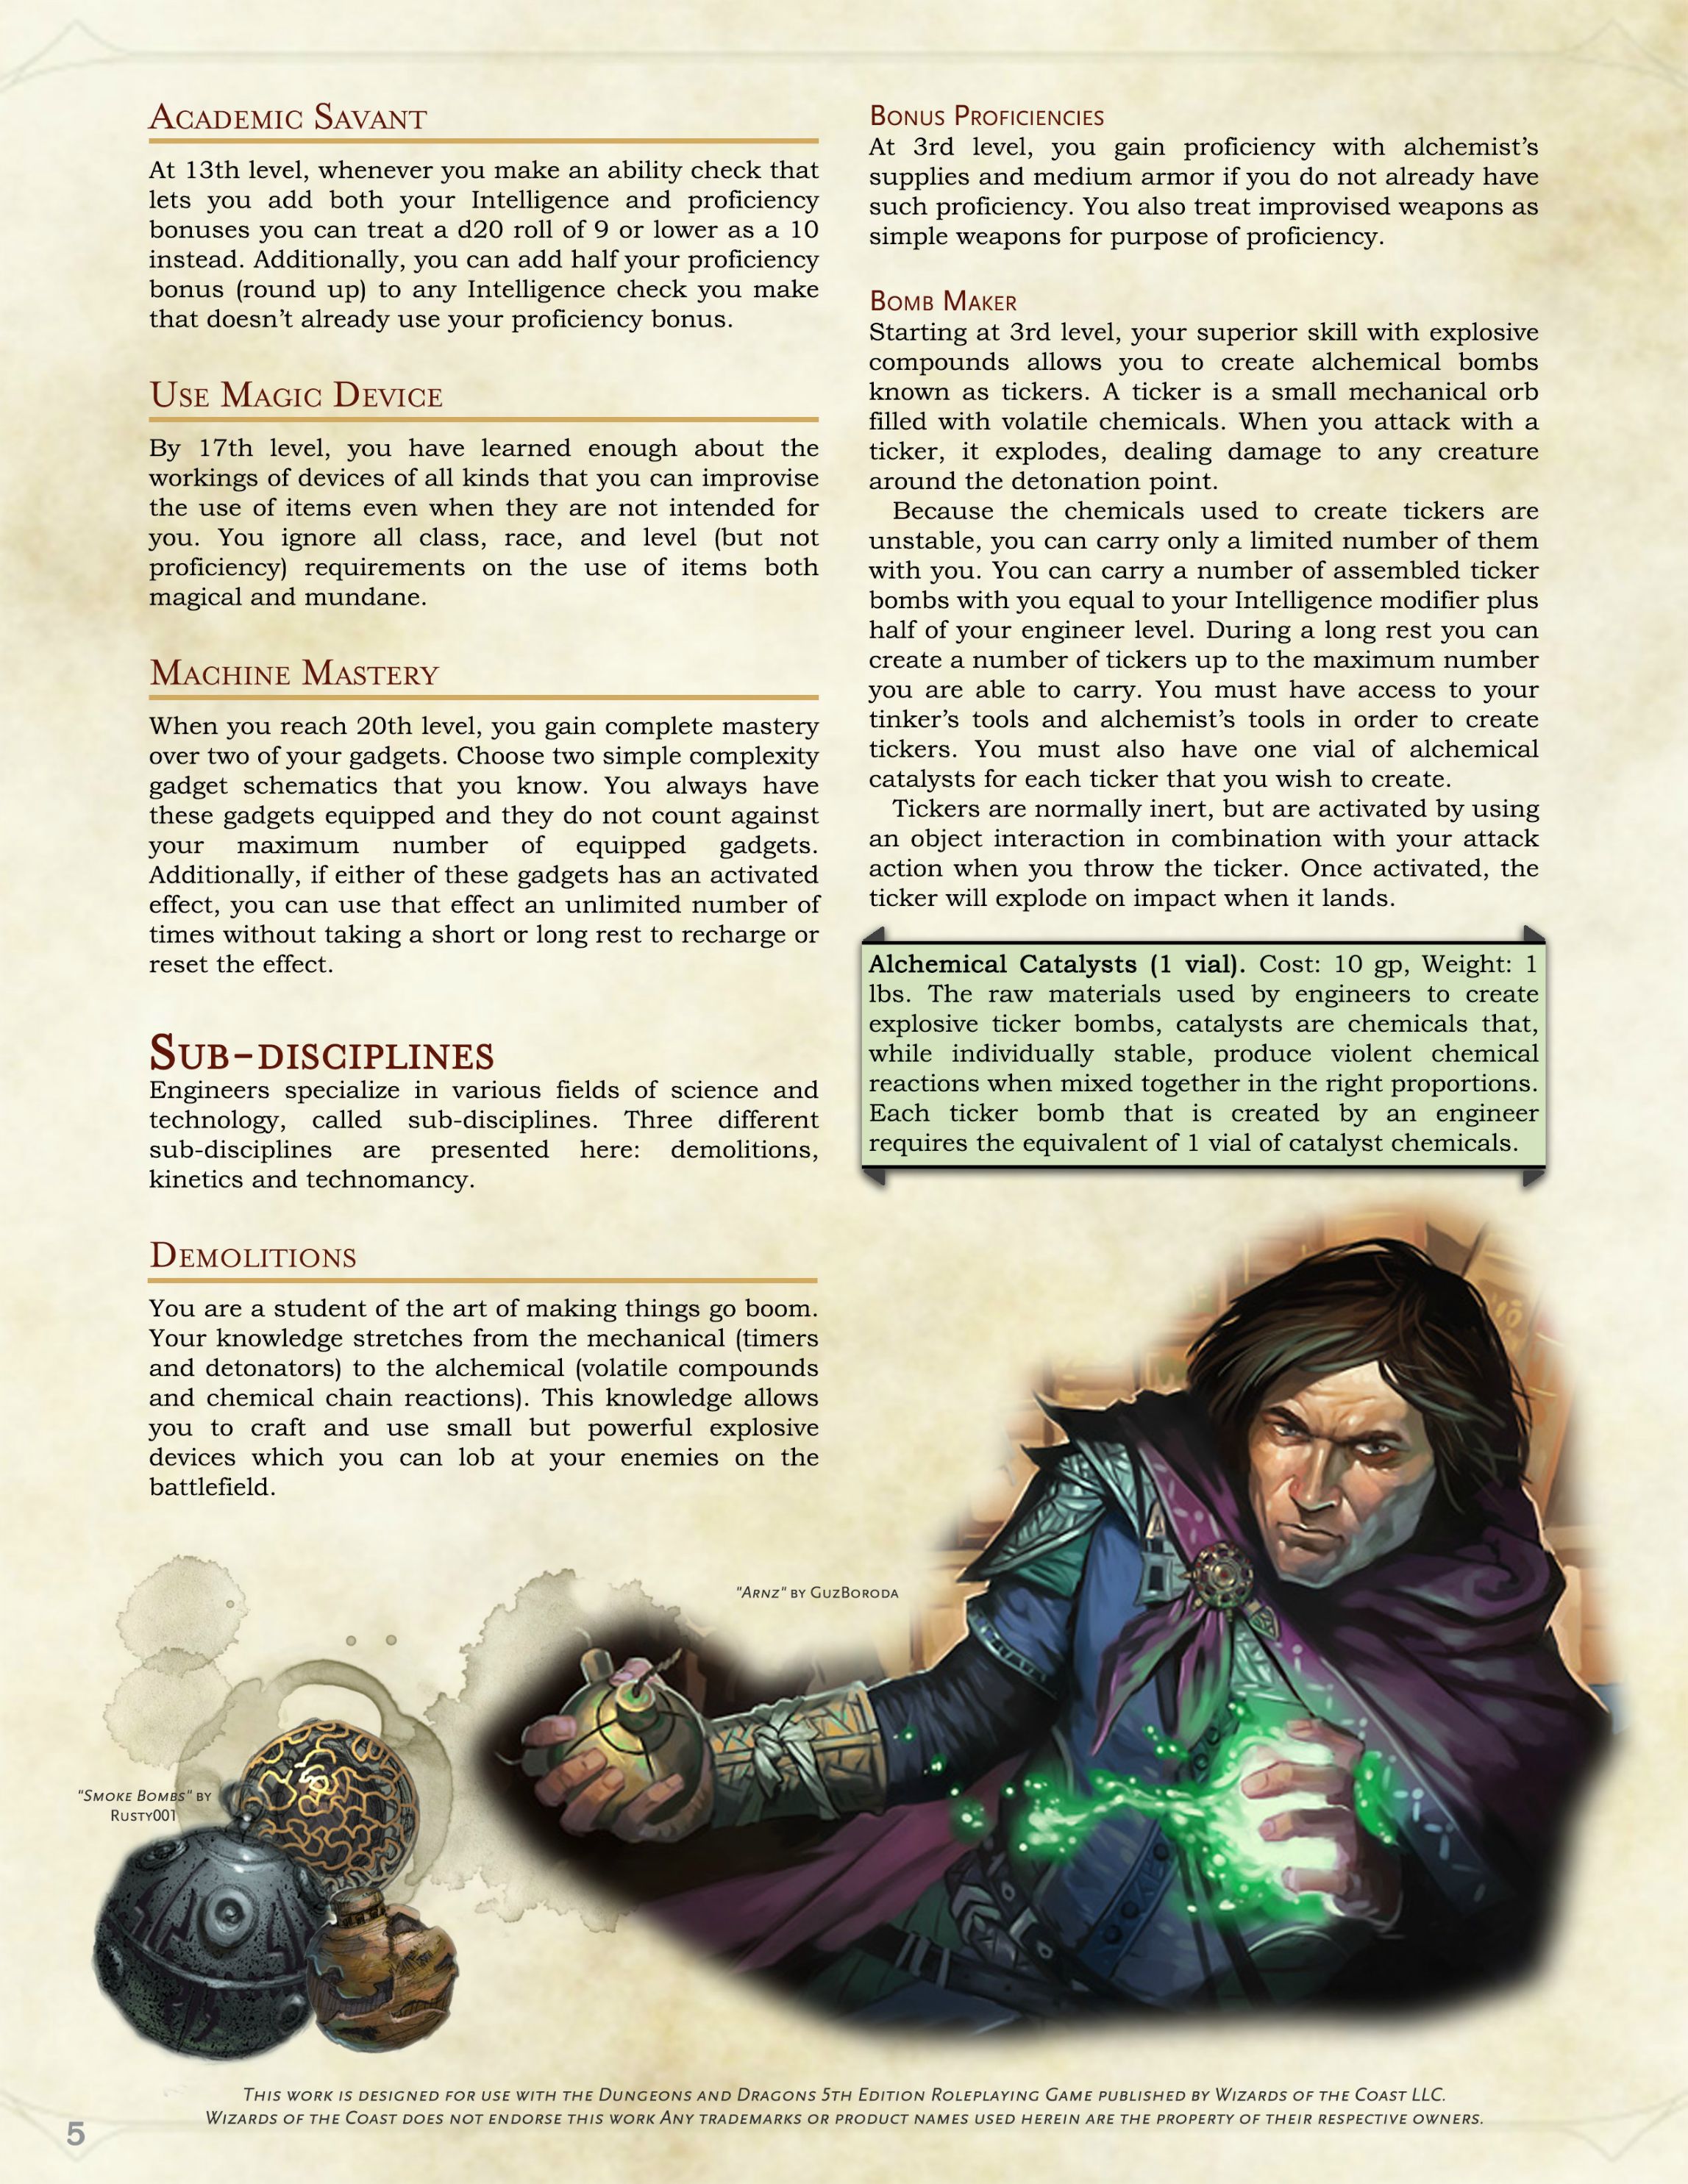 Academic Savant
At 13th level, whenever you make an ability check that
lets you add both your Intelligence and proficiency
bonuses you can treat a d20 roll of 9 or lower as a 10
instead. Additionally, you can add half your proficiency
bonus (round up) to any Intelligence check you make
that doesn't already use your proficiency bonus.
Use Magic Device
By 17th level, you have learned enough about the
workings of devices of all kinds that you can improvise
the use of items even when they are not intended for
you. You ignore all class, race, and level (but not
proficiency) requirements on the use of items both
magical and mundane.
Machine Mastery
When you reach 20th level, you gain complete mastery
over two of your gadgets. Choose two simple complexity
gadget schematics that you know. You always have
these gadgets equipped and they do not count against
your maximum number of equipped gadgets.
Additionally, if either of these gadgets has an activated
effect, you can use that effect an unlimited number of
times without taking a short or long rest to recharge or
reset the effect.
Sub-disciplines
Engineers specialize in various fields of science and
technology, called sub-disciplines. Three different
sub-disciplines are presented here: demolitions,
kinetics and technomancy.
Demolitions
You are a student of the art of making things go boom.
Your knowledge stretches from the mechanical (timers
and detonators) to the alchemical (volatile compounds
and chemical chain reactions). This knowledge allows
you to craft and use small but powerful explosive
devices which you can lob at your enemies on the
battlefield.
Bonus Proficiencies
At 3rd level, you gain proficiency with alchemist's
supplies and medium armor if you do not already have
such proficiency. You also treat improvised weapons as
simple weapons for purpose of proficiency.
Bomb Maker
Starting at 3rd level, your superior skill with explosive
compounds allows you to create alchemical bombs
known as tickers. A ticker is a small mechanical orb
filled with volatile chemicals. When you attack with a
ticker, it explodes, dealing damage to any creature
around the detonation point.
Because the chemicals used to create tickers are
unstable, you can carry only a limited number of them
with you. You can carry a number of assembled ticker
bombs with you equal to your Intelligence modifier plus
half of your engineer level. During a long rest you can
create a number of tickers up to the maximum number
you are able to carry. You must have access to your
tinker's tools and alchemist's tools in order to create
tickers. You must also have one vial of alchemical
catalysts for each ticker that you wish to create.
Tickers are normally inert, but are activated by using
an object interaction in combination with your attack
action when you throw the ticker. Once activated, the
ticker will explode on impact when it lands.
Alchemical Catalysts (1 vial). Cost: 10 gp, Weight: 1
lbs. The raw materials used by engineers to create
explosive ticker bombs, catalysts are chemicals that,
while individually stable, produce violent chemical
reactions when mixed together in the right proportions.
Each ticker bomb that is created by an engineer
requires the equivalent of 1 vial of catalyst chemicals.
"Arnz" by GuzBoroda
"Smoke Bombs" by
Rusty001
This work is designed for use with the Dungeons and Dragons 5th Edition Roleplaying Game published by Wizards of the Coast LLC.
Wizards of the Coast does not endorse this work Any trademarks or product names used herein are the property of their respective owners.
5